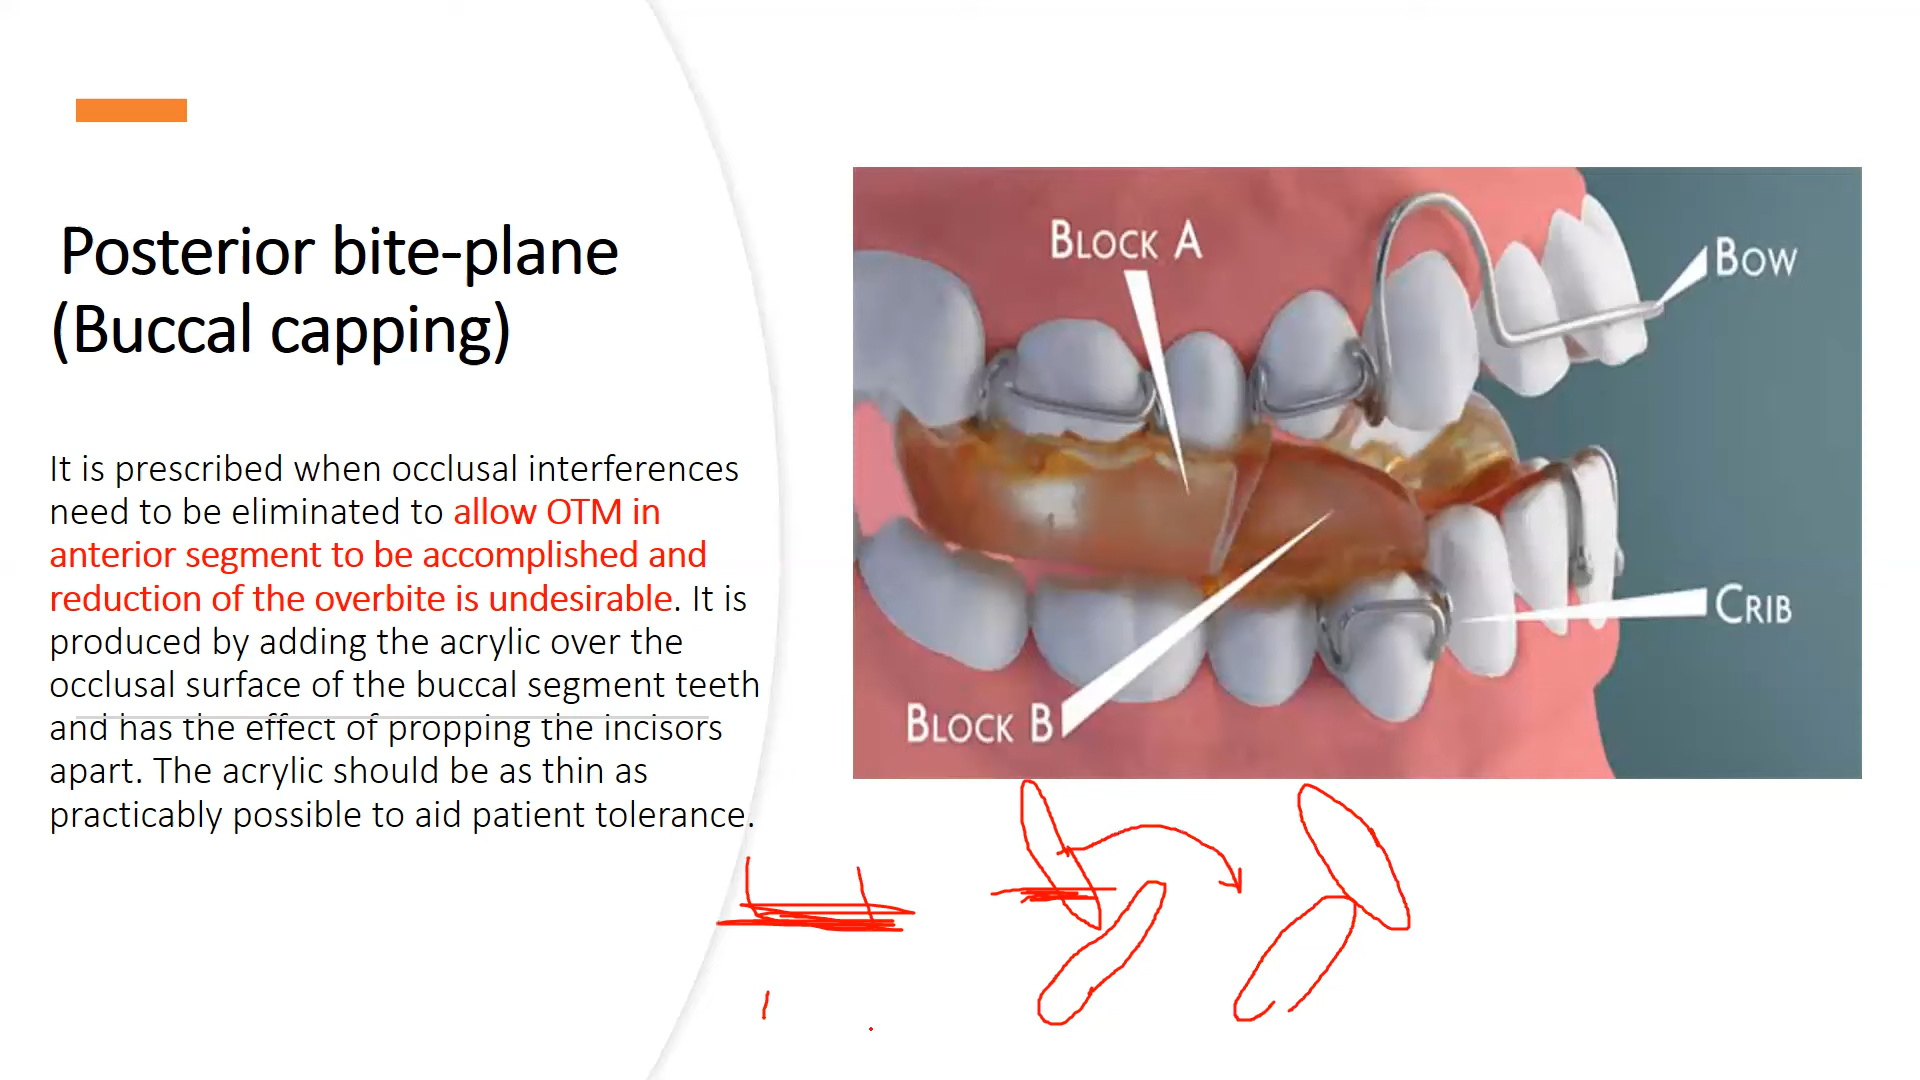 Posterior bite-plane
(Buccal capping)
It is prescribed when occlusal interferences
need to be eliminated to allow OTM in
anterior segment to be accomplished and
reduction of the overbite is undesirable. It is
produced by adding the acrylic over the
occlusal surface of the buccal segment teeth
and has the effect of propping the incisors
apart. The acrylic should be as thin as
practicably possible to aid patient tolerance.
BLOCK A
BOW
CRIB
BLOCK B